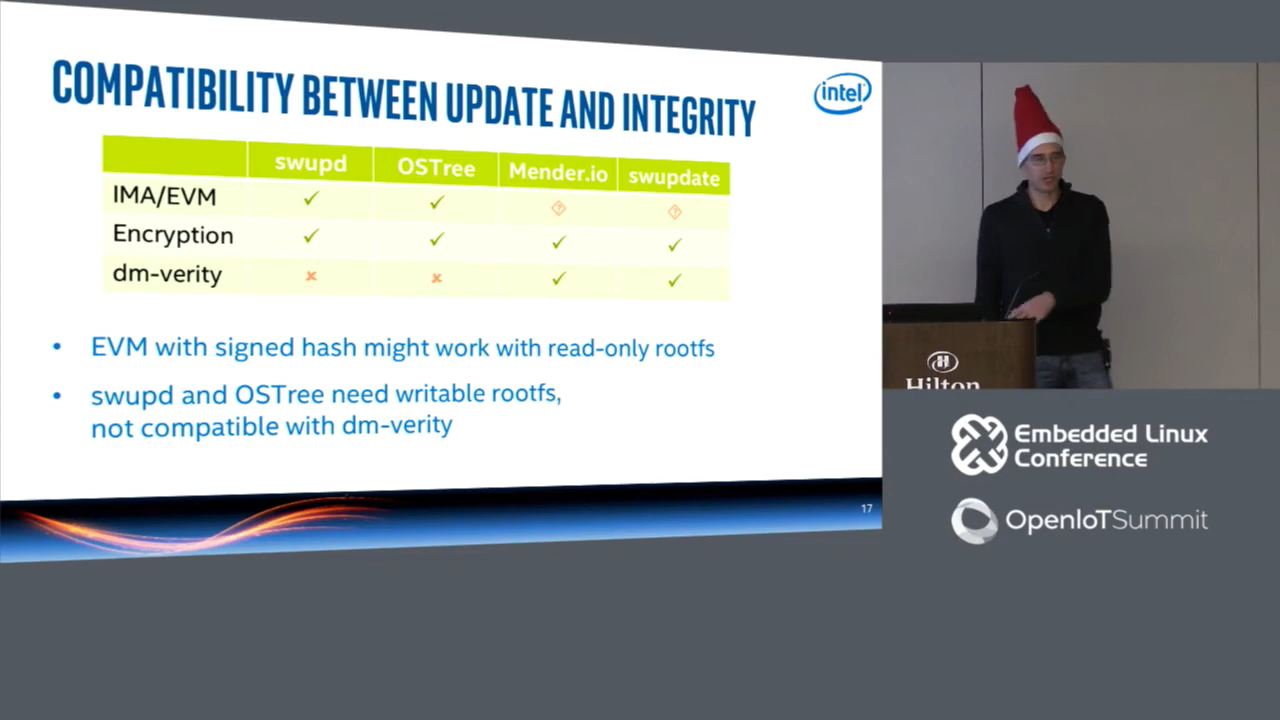 COMPATIBILITY BETWEEN UPDATE AND INTEGRITY
intel
swupd OSTree Mender.io swupdate
IMA/EVM ✓ ✓ ? ?
Encryption ✓ ✓ ✓ ✓
dm-verity ✗ ✗ ✓ ✓
• EVM with signed hash might work with read-only rootfs
• swupd and OSTree need writable rootfs,
not compatible with dm-verity
17
H
Hilton
Embedded Linux
Conference
OpenIoTSummit